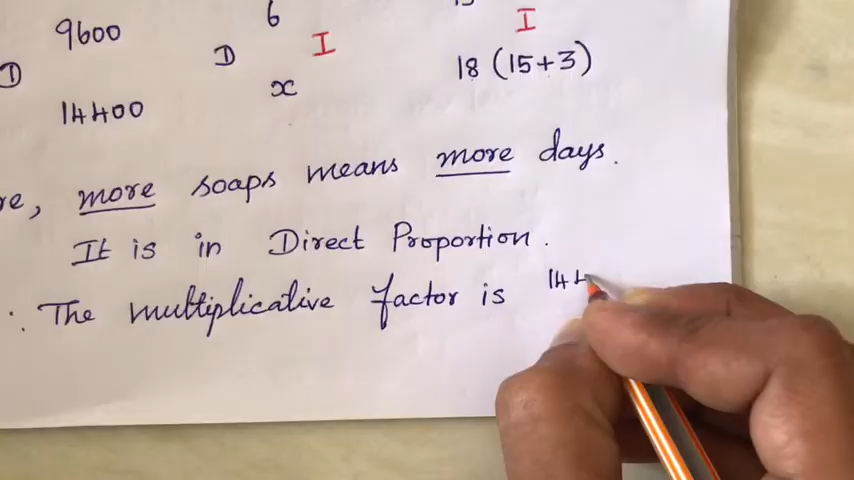 9600 6
I
D D I 18 (15+3)
14400 x
more soaps means more days.
It is in Direct Proportion.
∴ The multiplicative factor is 144